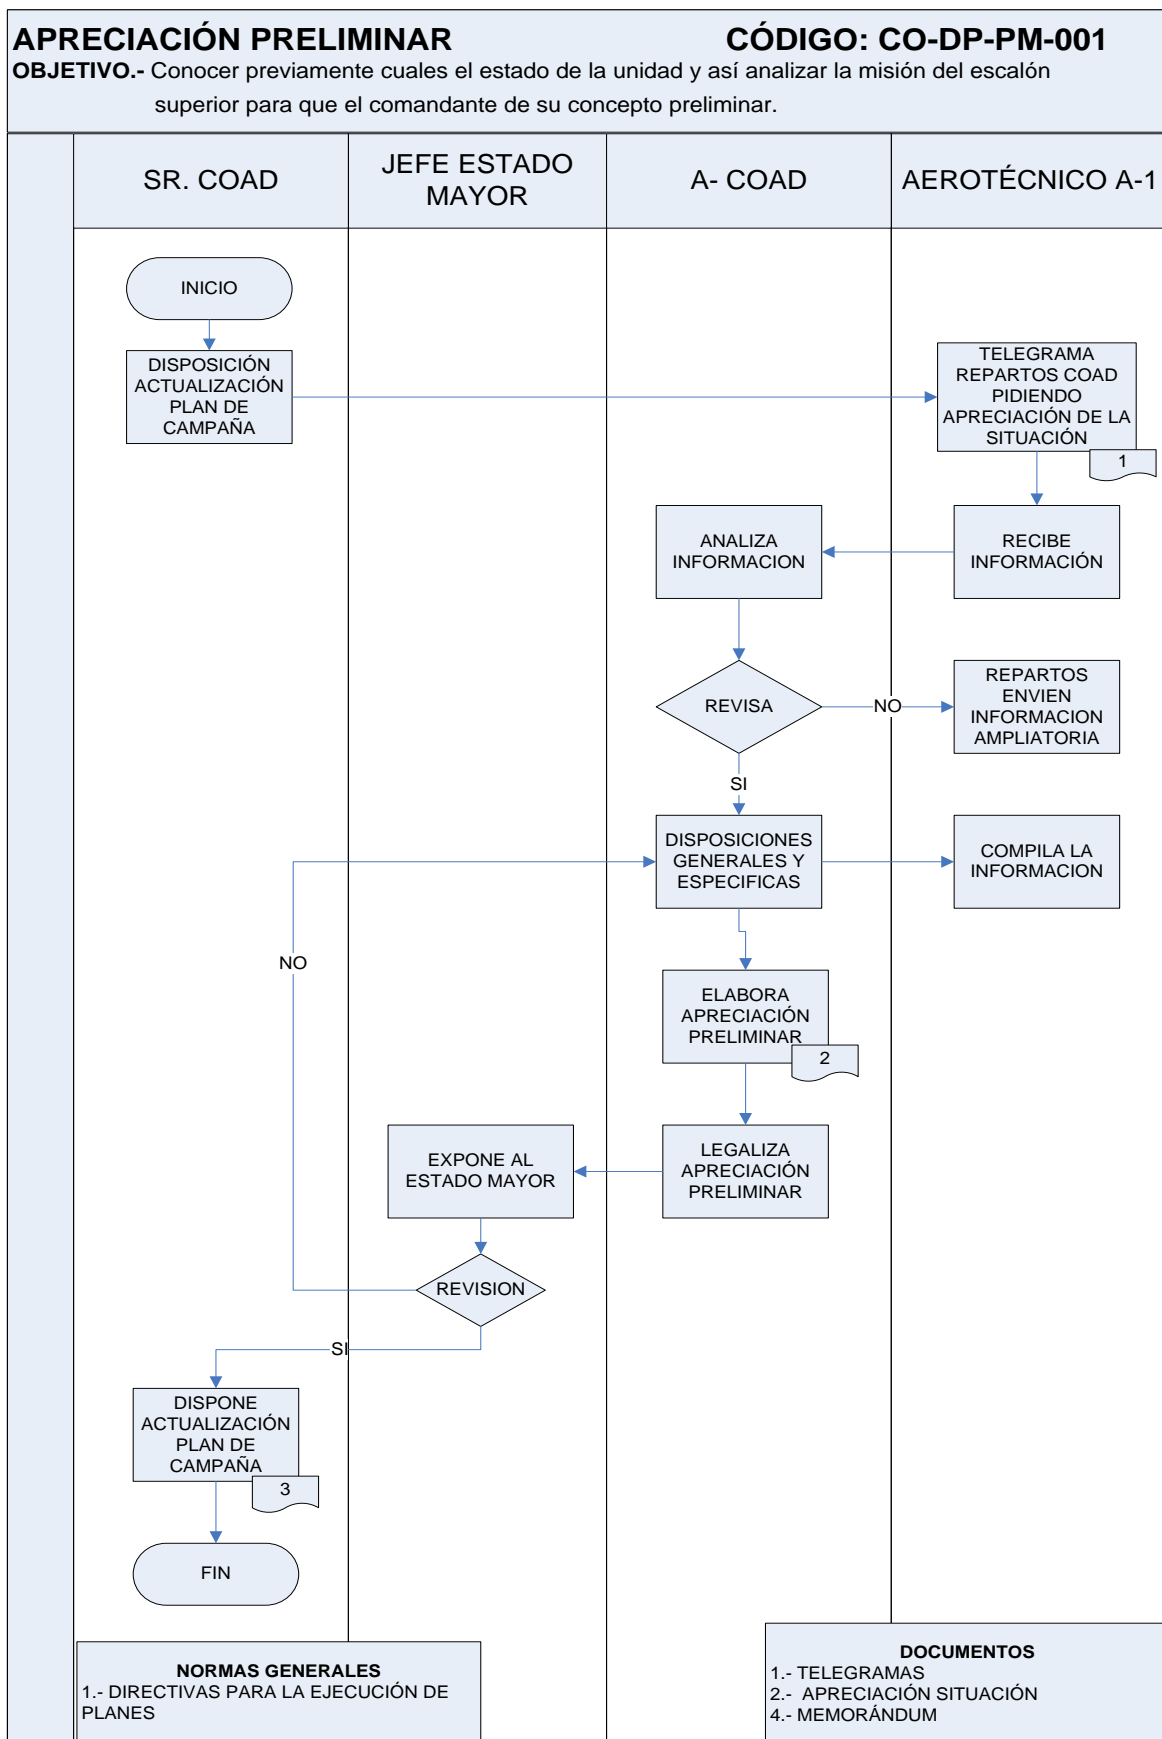 APRECIACIÓN PRELIMINAR
CÓDIGO: CO-DP-PM-001
OBJETIVO.- Conocer previamente cuales el estado de la unidad y así analizar la misión del escalón
superior para que el comandante de su concepto preliminar.
SR. COAD
JEFE ESTADO
MAYOR
A- COAD
AEROTÉCNICO A-1
INICIO
DISPOSICIÓN
ACTUALIZACIÓN
PLAN DE
CAMPAÑA
TELEGRAMA
REPARTOS COAD
PIDIENDO
APRECIACIÓN DE LA
SITUACIÓN
1
ANALIZA
INFORMACION
RECIBE
INFORMACIÓN
REVISA
NO
REPARTOS
ENVIEN
INFORMACION
AMPLIATORIA
SI
DISPOSICIONES
GENERALES Y
ESPECIFICAS
COMPILA LA
INFORMACION
NO
ELABORA
APRECIACIÓN
PRELIMINAR
2
EXPONE AL
ESTADO MAYOR
LEGALIZA
APRECIACIÓN
PRELIMINAR
REVISION
SI
DISPONE
ACTUALIZACIÓN
PLAN DE
CAMPAÑA
3
FIN
NORMAS GENERALES
1.- DIRECTIVAS PARA LA EJECUCIÓN DE
PLANES
DOCUMENTOS
1.- TELEGRAMAS
2.- APRECIACIÓN SITUACIÓN
4.- MEMORÁNDUM